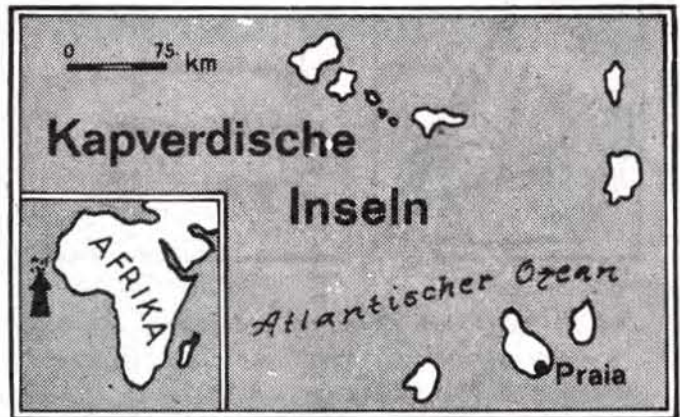 0 75 km
Kapverdische
Inseln
AFRIKA
Atlantischer Ozean
Praia